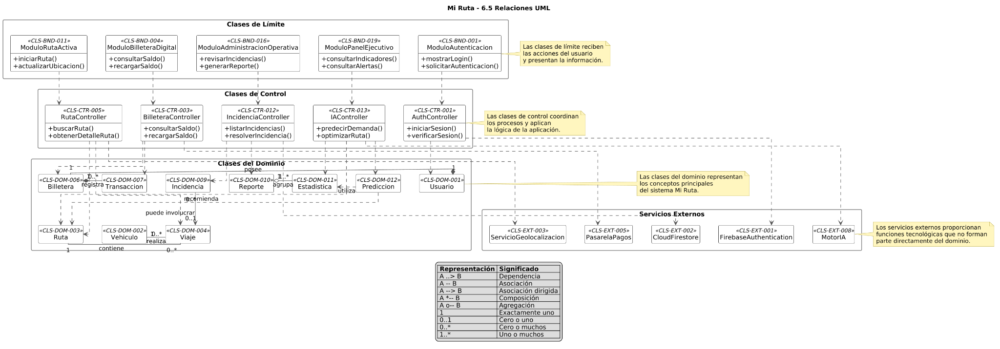 Mi Ruta - 6.5 Relaciones UML
Clases de Límite
«CLS-BND-011»
ModuloRutaActiva
+iniciarRuta()
+actualizarUbicacion()
«CLS-BND-004»
ModuloBilleteraDigital
+consultarSaldo()
+recargarSaldo()
«CLS-BND-016»
ModuloAdministracionOperativa
+revisarIncidencias()
+generarReporte()
«CLS-BND-019»
ModuloPanelEjecutivo
+consultarIndicadores()
+consultarAlertas()
«CLS-BND-001»
ModuloAutenticacion
+mostrarLogin()
+solicitarAutenticacion()
Las clases de límite reciben
las acciones del usuario
y presentan la información.
Clases de Control
«CLS-CTR-005»
RutaController
+buscarRuta()
+obtenerDetalleRuta()
«CLS-CTR-003»
BilleteraController
+consultarSaldo()
+recargarSaldo()
«CLS-CTR-012»
IncidenciaController
+listarIncidencias()
+resolverIncidencia()
«CLS-CTR-013»
IAController
+predecirDemanda()
+optimizarRuta()
«CLS-CTR-001»
AuthController
+iniciarSesion()
+verificarSesion()
Las clases de control coordinan
los procesos y aplican
la lógica de la aplicación.
Clases del Dominio
1
posee
1
«CLS-DOM-006»
Billetera
1
0..*
registra
«CLS-DOM-007»
Transaccion
«CLS-DOM-009»
Incidencia
«CLS-DOM-010»
Reporte
1
1..*
agrupa
«CLS-DOM-011»
Estadistica
utiliza
«CLS-DOM-012»
Prediccion
«CLS-DOM-001»
Usuario
Las clases del dominio representan
los conceptos principales
del sistema Mi Ruta.
0..*
recomienda
puede involucrar
0..1
«CLS-DOM-003»
Ruta
«CLS-DOM-002»
Vehiculo
1
0..*
realiza
«CLS-DOM-004»
Viaje
1
contiene
0..*
Servicios Externos
«CLS-EXT-003»
ServicioGeolocalizacion
«CLS-EXT-005»
PasarelaPagos
«CLS-EXT-002»
CloudFirestore
«CLS-EXT-001»
FirebaseAuthentication
«CLS-EXT-008»
MotorIA
Los servicios externos proporcionan
funciones tecnológicas que no forman
parte directamente del dominio.
Representación Significado
A ..> B Dependencia
A -- B Asociación
A --> B Asociación dirigida
A *-- B Composición
A o-- B Agregación
1 Exactamente uno
0..1 Cero o uno
0..* Cero o muchos
1..* Uno o muchos